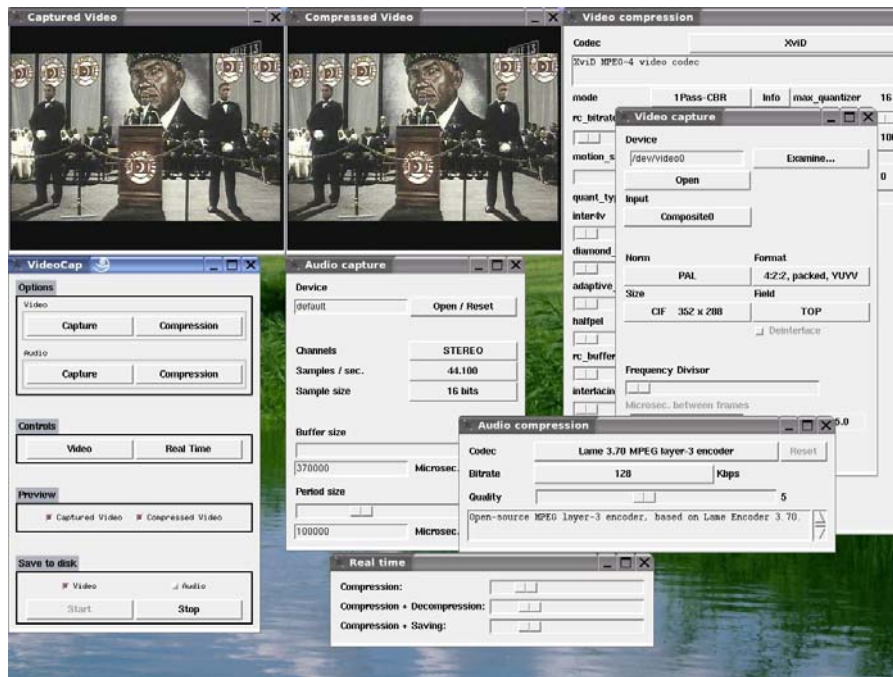 Captured Video
Compressed Video
Video compression
Codec
XviD
XviD MPEG-4 video codec
mode
1Pass-CBR
Info
max_quantizer
16
rc_bitrate
100
motion_s
0
quant_typ
inter4v
diamond_
adaptive_
halfpel
rc_buffer
interlacin
Video capture
Device
/dev/video0
Examine...
Open
Input
Composite0
Norm
Format
PAL
4:2:2, packed, YUYV
Size
Field
CIF 352 x 288
TOP
Deinterlace
Frequency Divisor
Microsec. between frames
5.0
VideoCap
Options
Video
Capture
Compression
Audio
Capture
Compression
Controls
Video
Real Time
Preview
Captured Video
Compressed Video
Save to disk
Video
Audio
Start
Stop
Audio capture
Device
default
Open / Reset
Channels
STEREO
Samples / sec.
44.100
Sample size
16 bits
Buffer size
370000
Microsec.
Period size
100000
Microsec.
Audio compression
Codec
Lame 3.70 MPEG layer-3 encoder
Reset
Bitrate
128
Kbps
Quality
5
Open-source MPEG layer-3 encoder, based on Lame Encoder 3.70.
Real time
Compression:
Compression + Decompression:
Compression + Saving: